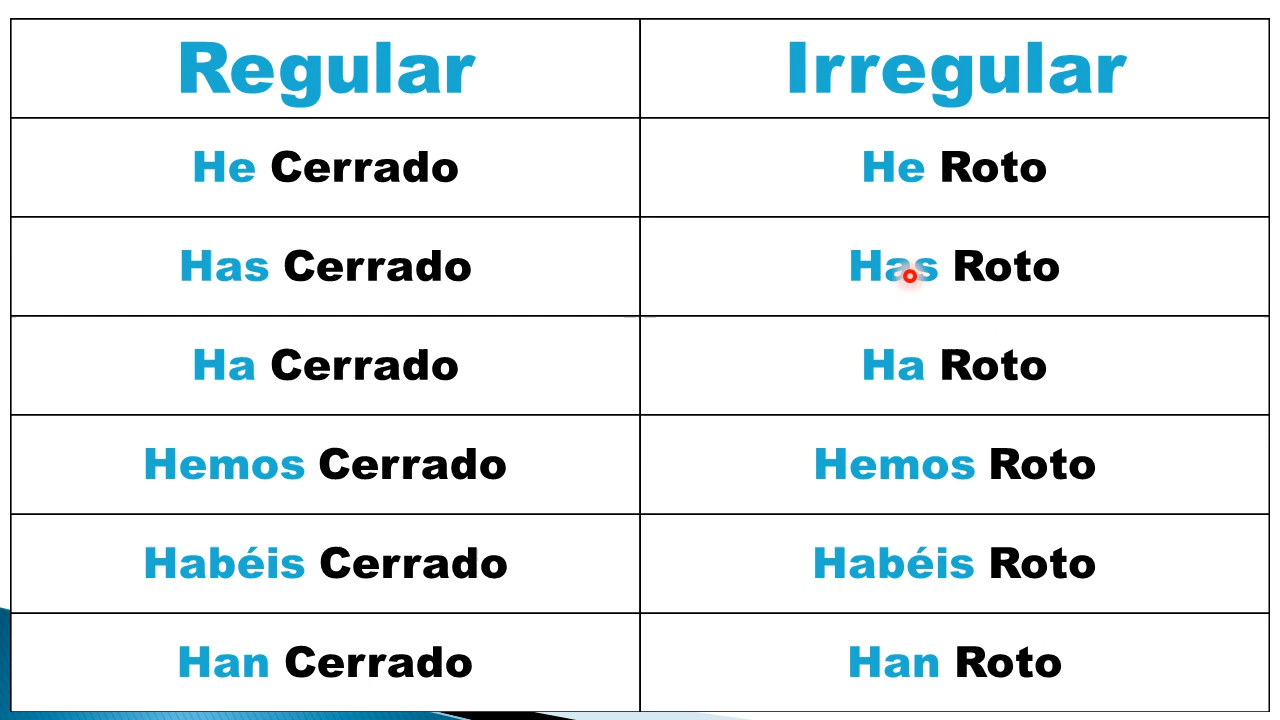 Regular Irregular
He Cerrado He Roto
Has Cerrado Has Roto
Ha Cerrado Ha Roto
Hemos Cerrado Hemos Roto
Habéis Cerrado Habéis Roto
Han Cerrado Han Roto